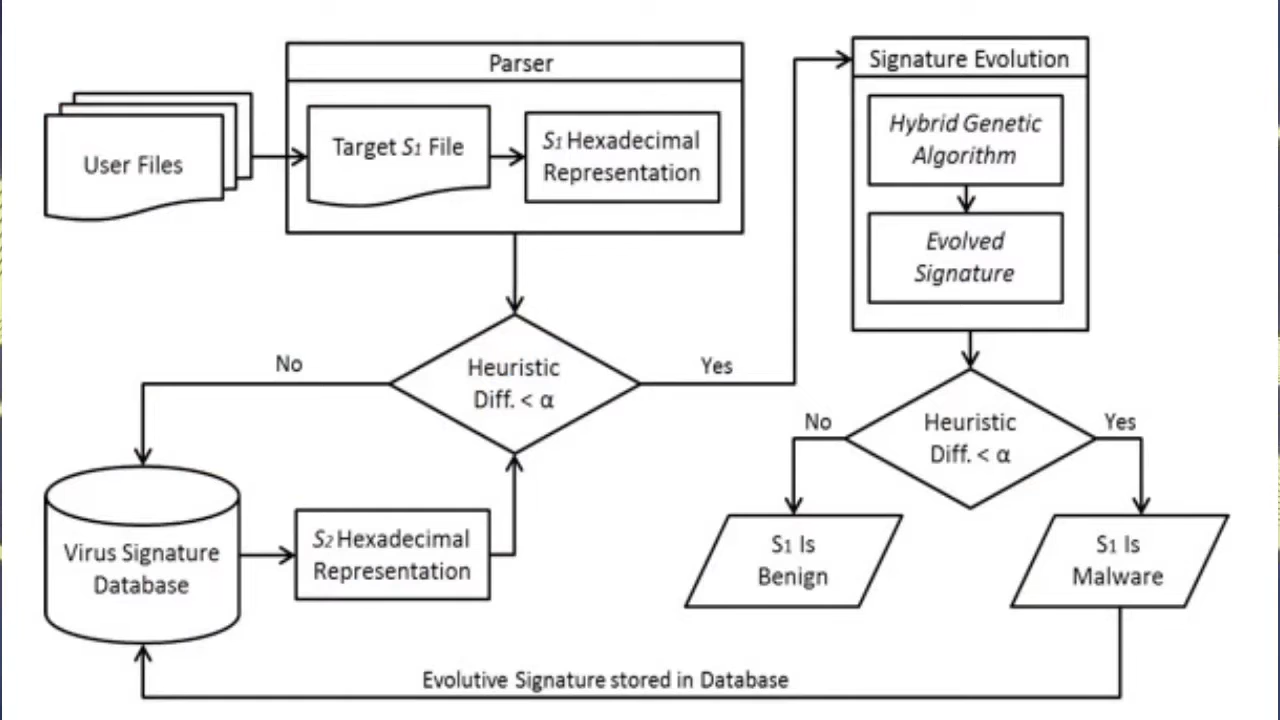 Parser
Signature Evolution
User Files
Target S1 File
S1 Hexadecimal
Representation
Hybrid Genetic
Algorithm
Evolved
Signature
No
Heuristic
Diff. < α
Yes
No
Heuristic
Diff. < α
Yes
Virus Signature
Database
S2 Hexadecimal
Representation
S1 Is
Benign
S1 Is
Malware
Evolutive Signature stored in Database